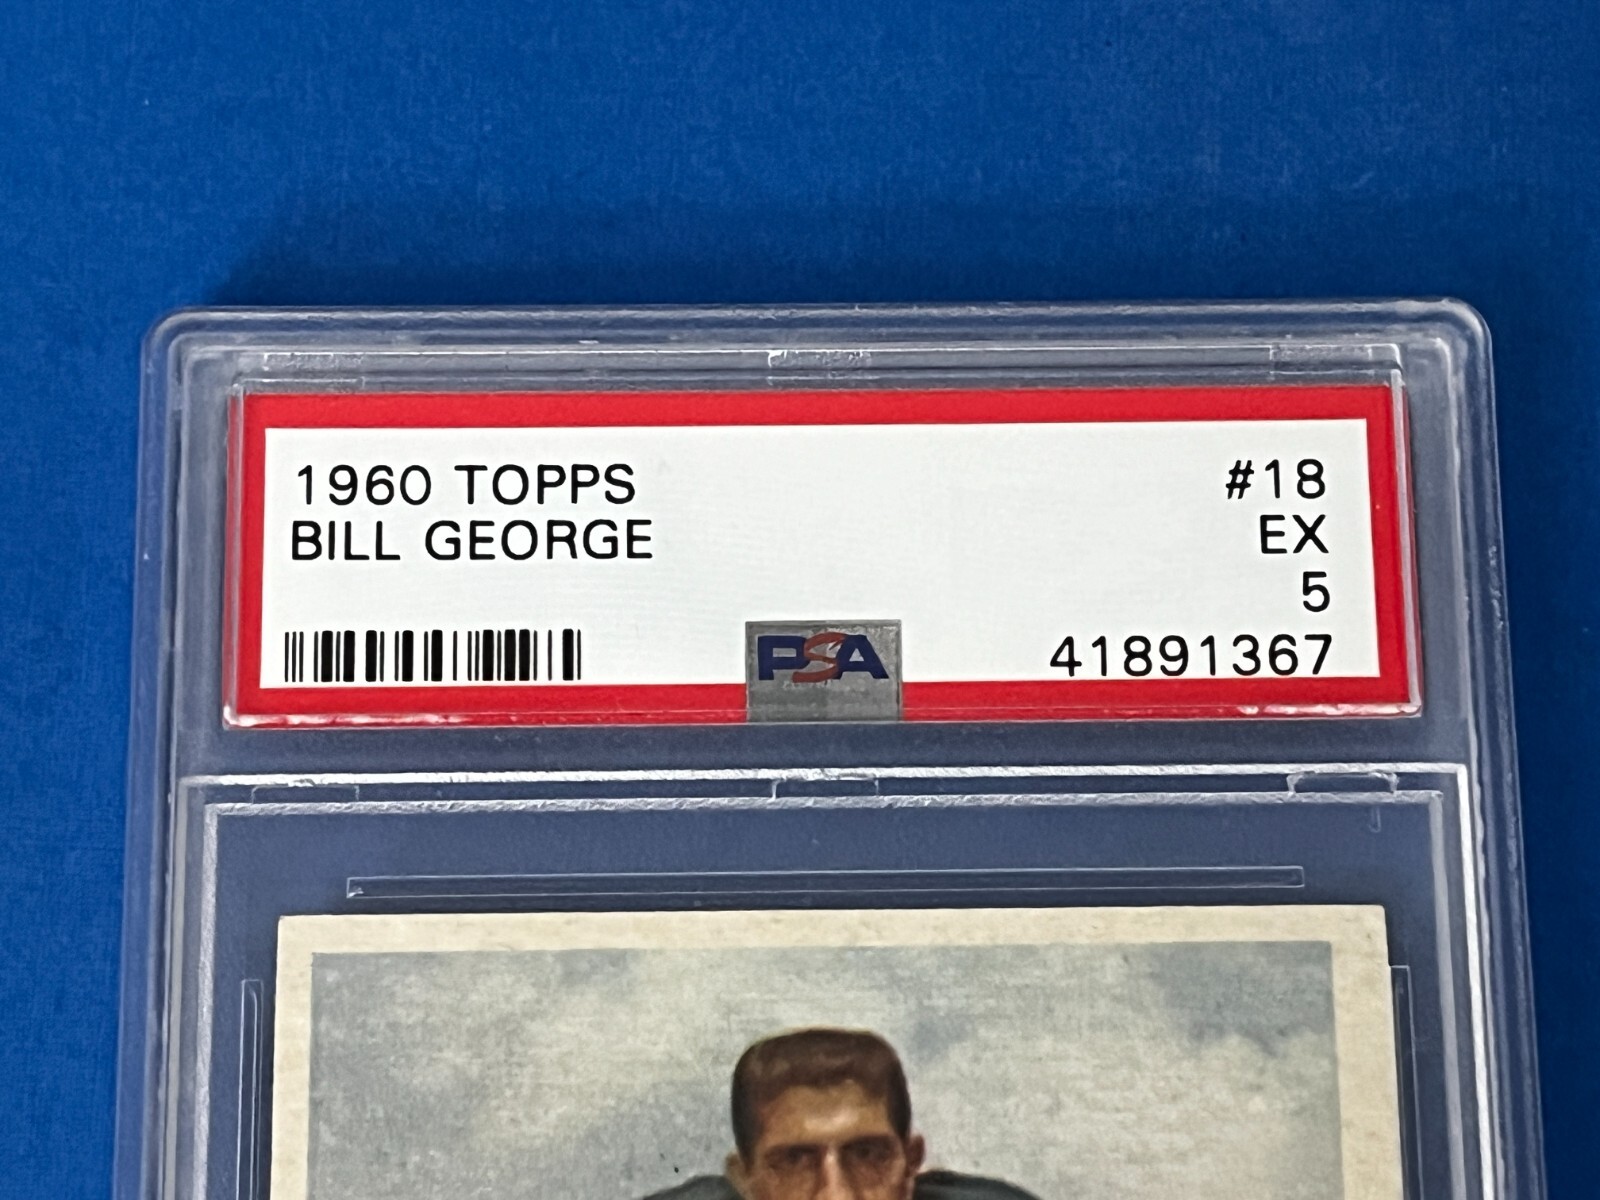 1960 TOPPS #18
BILL GEORGE EX
5
PSA 41891367